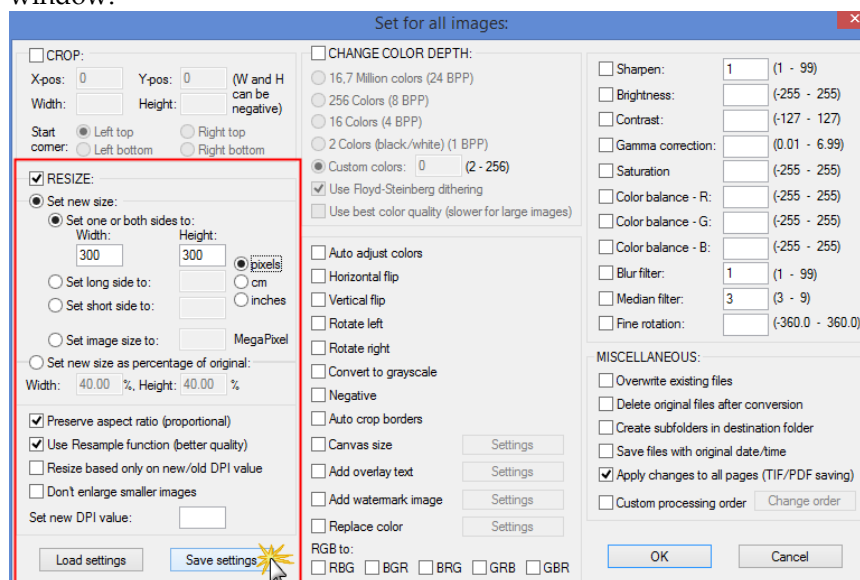 window:
Set for all images:
CROP:
X-pos: 0 Y-pos: 0 (W and H can be negative)
Width: Height:
Start corner: Left top Right top
Left bottom Right bottom
RESIZE:
Set new size:
Set one or both sides to:
Width: Height:
300 300 pixels
Set long side to: cm
Set short side to: inches
Set image size to: MegaPixel
Set new size as percentage of original:
Width: 40.00 %, Height: 40.00 %
Preserve aspect ratio (proportional)
Use Resample function (better quality)
Resize based only on new/old DPI value
Don't enlarge smaller images
Set new DPI value:
Load settings Save settings
CHANGE COLOR DEPTH:
16,7 Million colors (24 BPP)
256 Colors (8 BPP)
16 Colors (4 BPP)
2 Colors (black/white) (1 BPP)
Custom colors: 0 (2 - 256)
Use Floyd-Steinberg dithering
Use best color quality (slower for large images)
Auto adjust colors
Horizontal flip
Vertical flip
Rotate left
Rotate right
Convert to grayscale
Negative
Auto crop borders
Canvas size Settings
Add overlay text Settings
Add watermark image Settings
Replace color Settings
RGB to:
RBG BGR BRG GRB GBR
Sharpen: 1 (1 - 99)
Brightness: (-255 - 255)
Contrast: (-127 - 127)
Gamma correction: (0.01 - 6.99)
Saturation (-255 - 255)
Color balance - R: (-255 - 255)
Color balance - G: (-255 - 255)
Color balance - B: (-255 - 255)
Blur filter: 1 (1 - 99)
Median filter: 3 (3 - 9)
Fine rotation: (-360.0 - 360.0)
MISCELLANEOUS:
Overwrite existing files
Delete original files after conversion
Create subfolders in destination folder
Save files with original date/time
Apply changes to all pages (TIF/PDF saving)
Custom processing order Change order
OK Cancel